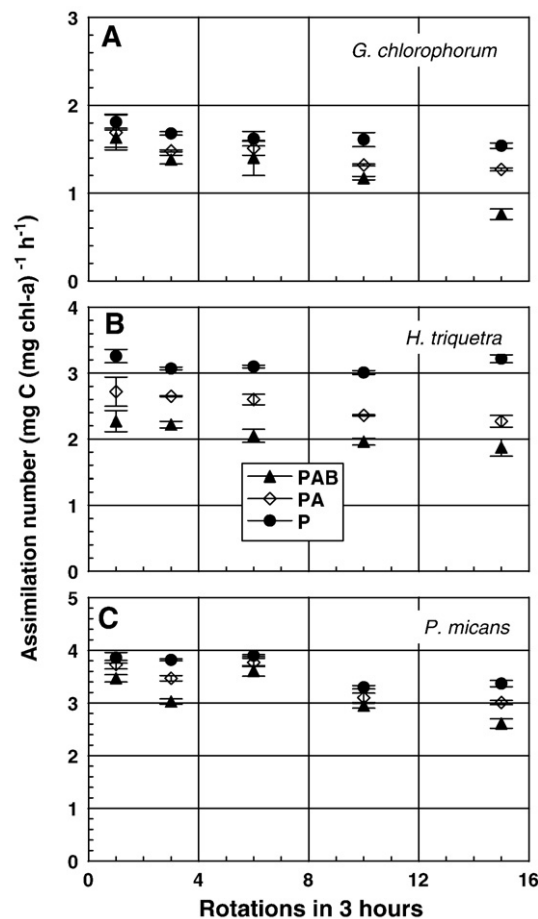 Assimilation number (mg C (mg chl-a) ⁻¹ h⁻¹)
A
G. chlorophorum
3
2
1
0
B
H. triquetra
4
3
2
1
0
PAB
PA
P
C
P. micans
5
4
3
2
1
0
0 4 8 12 16
Rotations in 3 hours